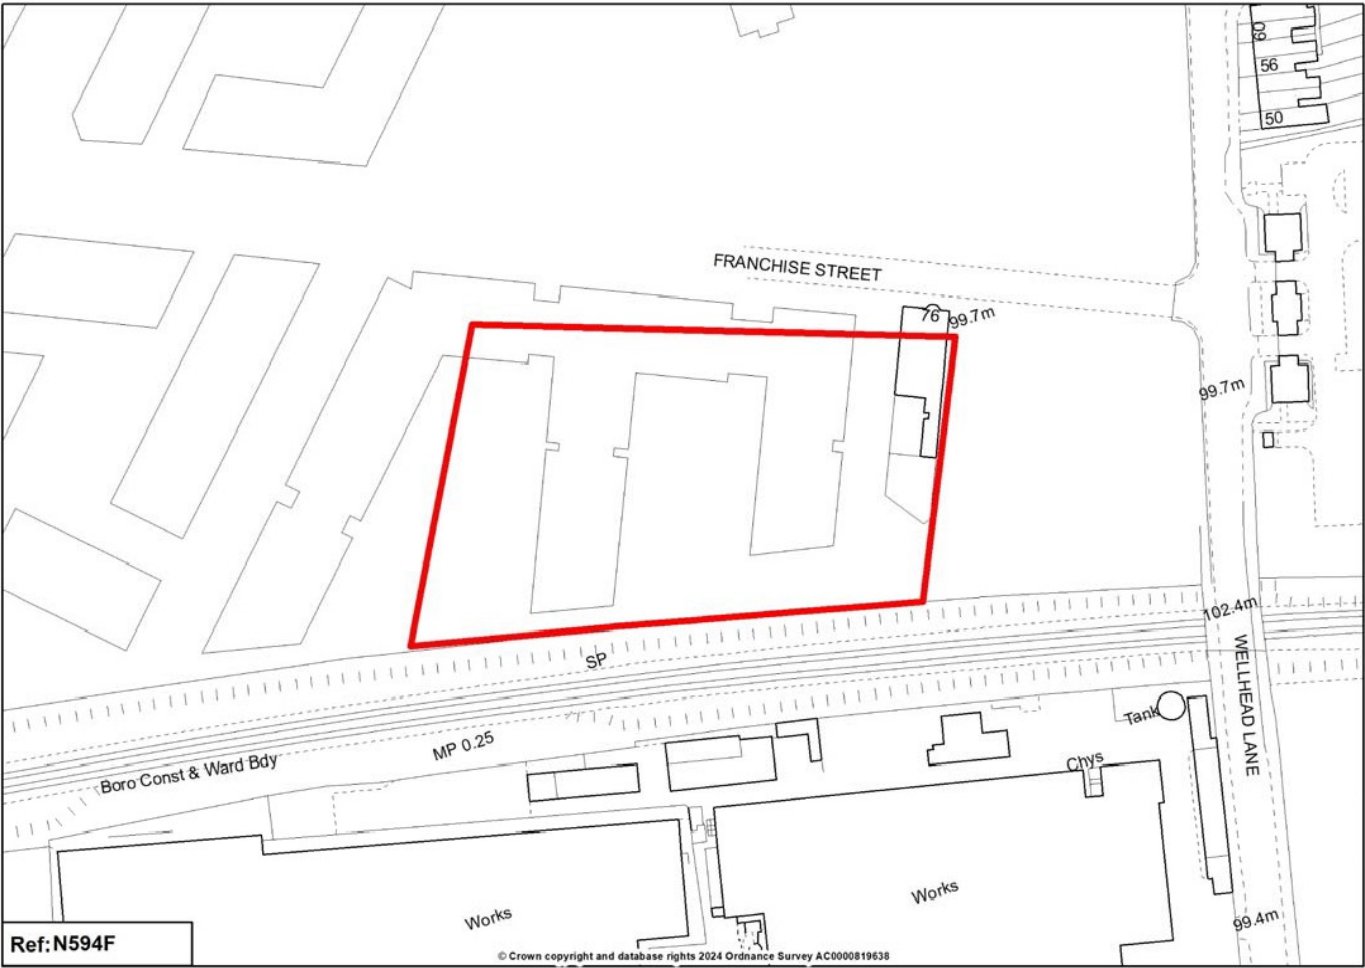 60
56
50
FRANCHISE STREET
76
99.7m
99.7m
102.4m
SP
WELLHEAD LANE
Tank
MP 0.25
Chys
Boro Const & Ward Bdy
Works
Works
99.4m
Ref:N594F
© Crown copyright and database rights 2024 Ordnance Survey AC0000819638